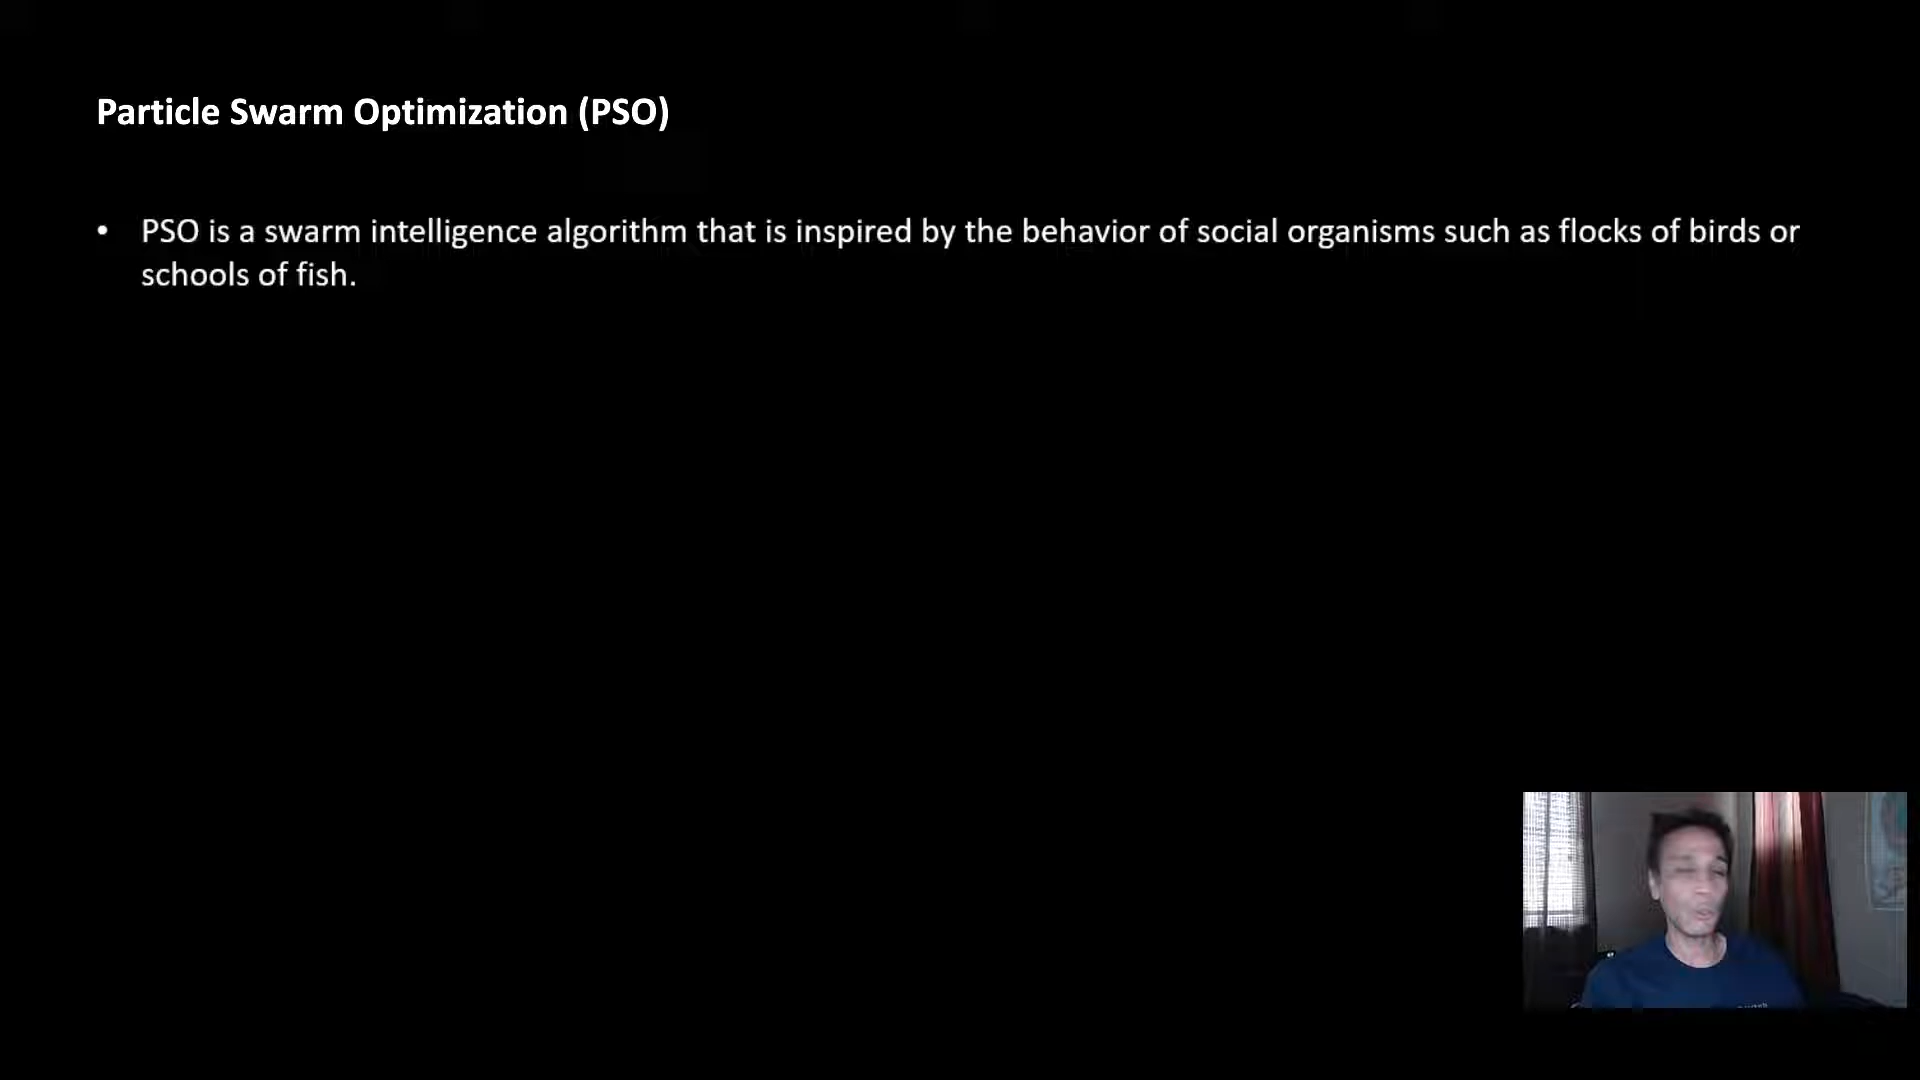 Particle Swarm Optimization (PSO)
• PSO is a swarm intelligence algorithm that is inspired by the behavior of social organisms such as flocks of birds or
schools of fish.